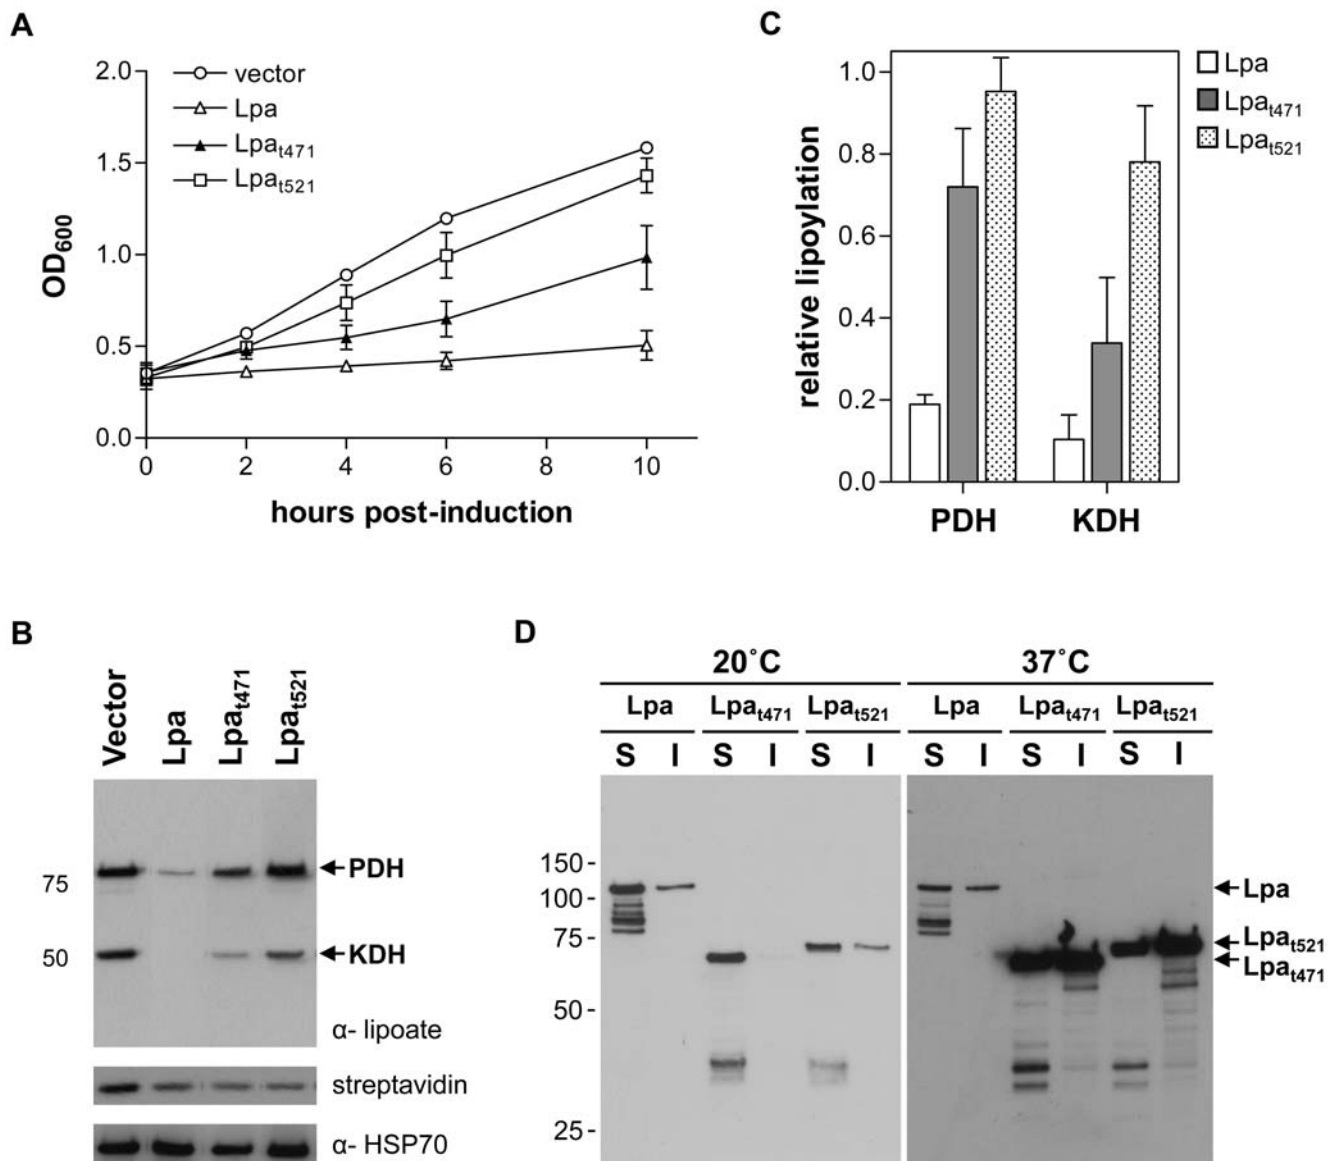 A
2.0
1.5
1.0
0.5
0.0
OD600
0 2 4 6 8 10
hours post-induction
vector
Lpa
Lpat471
Lpat521
C
1.0
0.8
0.6
0.4
0.2
0.0
relative lipoylation
PDH KDH
Lpa
Lpat471
Lpat521
B
Vector
Lpa
Lpat471
Lpat521
75
50
PDH
KDH
α- lipoate
streptavidin
α- HSP70
D
20˚C 37˚C
Lpa Lpat471 Lpat521 Lpa Lpat471 Lpat521
S I S I S I S I S I S I
150 -
100 -
75 -
50 -
25 -
Lpa
Lpat521
Lpat471